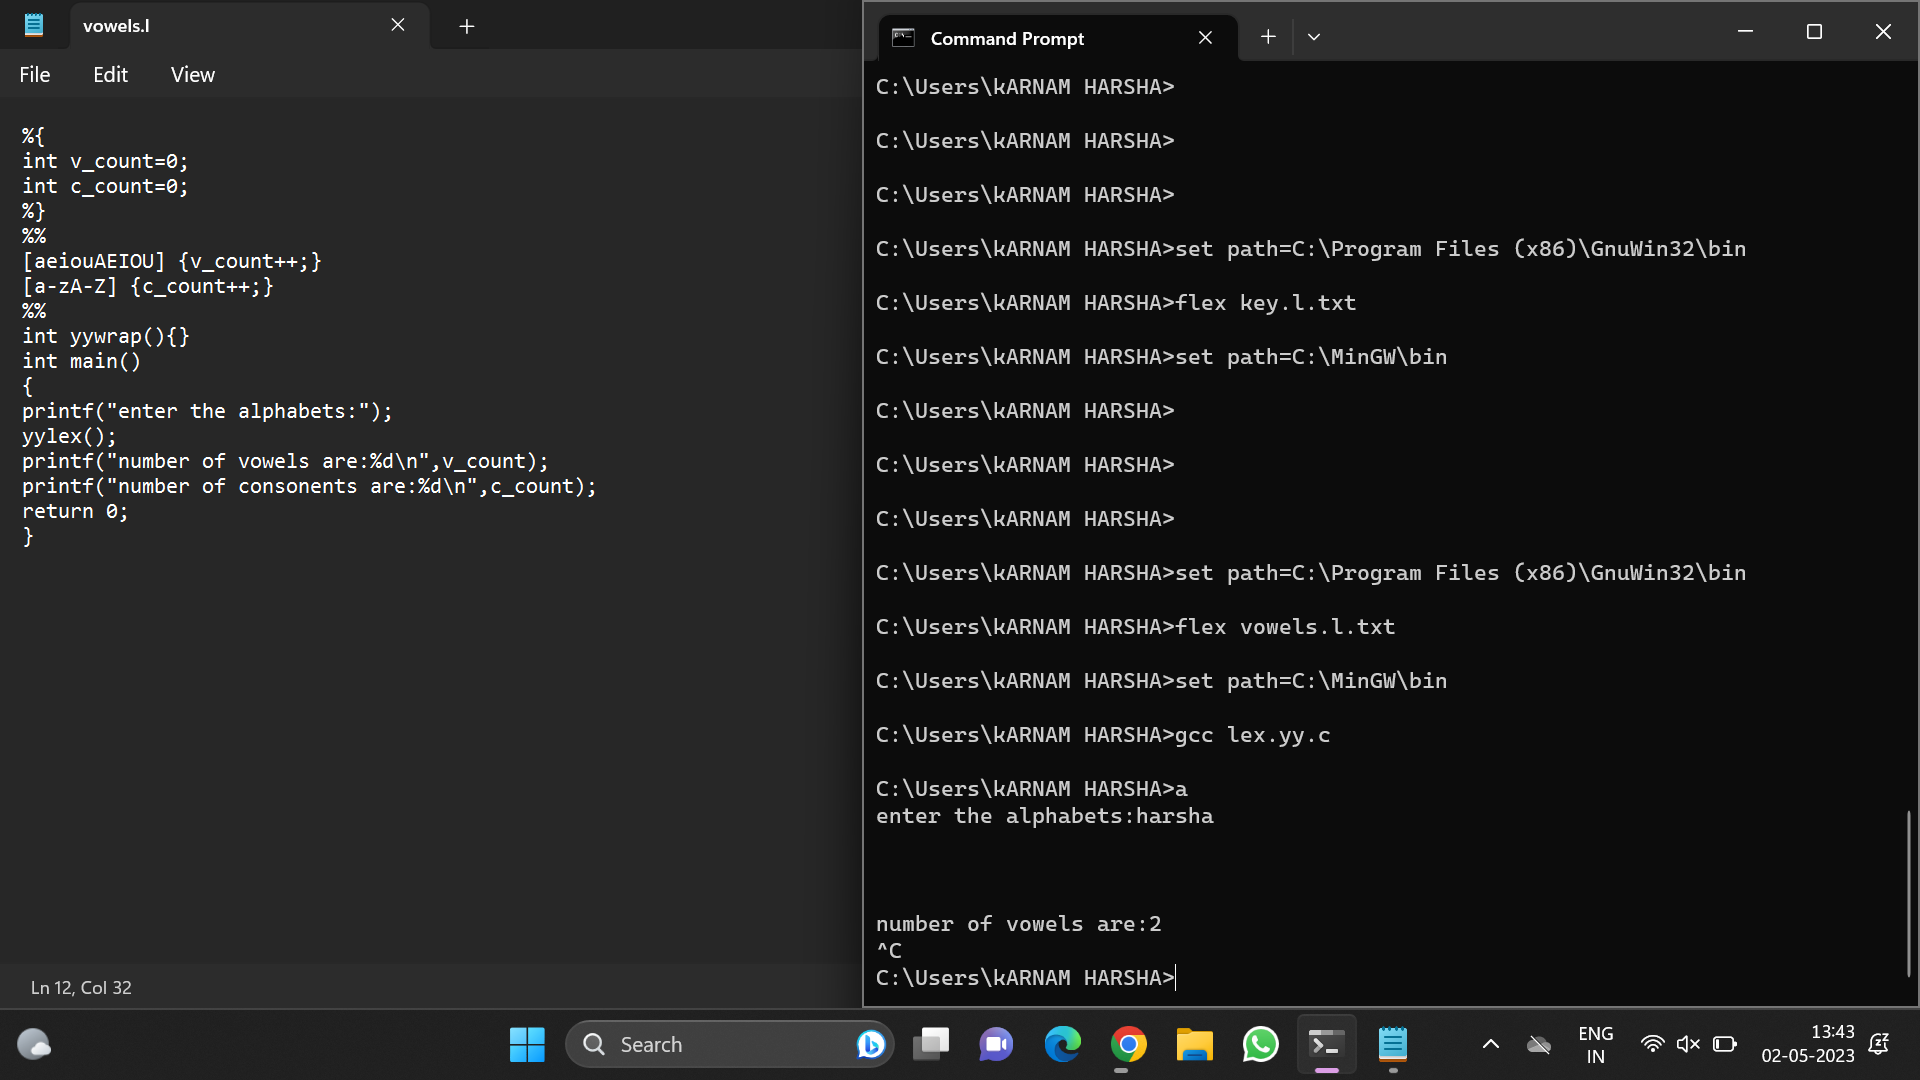 vowels.l
File Edit View
%{
int v_count=0;
int c_count=0;
%}
%%
[aeiouAEIOU] {v_count++;}
[a-zA-Z] {c_count++;}
%%
int yywrap(){}
int main()
{
printf("enter the alphabets:");
yylex();
printf("number of vowels are:%d\n",v_count);
printf("number of consonents are:%d\n",c_count);
return 0;
}
Ln 12, Col 32
Command Prompt
C:\Users\kARNAM HARSHA>
C:\Users\kARNAM HARSHA>
C:\Users\kARNAM HARSHA>
C:\Users\kARNAM HARSHA>set path=C:\Program Files (x86)\GnuWin32\bin
C:\Users\kARNAM HARSHA>flex key.l.txt
C:\Users\kARNAM HARSHA>set path=C:\MinGW\bin
C:\Users\kARNAM HARSHA>
C:\Users\kARNAM HARSHA>
C:\Users\kARNAM HARSHA>
C:\Users\kARNAM HARSHA>set path=C:\Program Files (x86)\GnuWin32\bin
C:\Users\kARNAM HARSHA>flex vowels.l.txt
C:\Users\kARNAM HARSHA>set path=C:\MinGW\bin
C:\Users\kARNAM HARSHA>gcc lex.yy.c
C:\Users\kARNAM HARSHA>a
enter the alphabets:harsha
number of vowels are:2
^C
C:\Users\kARNAM HARSHA>
Search
ENG
IN
13:43
02-05-2023